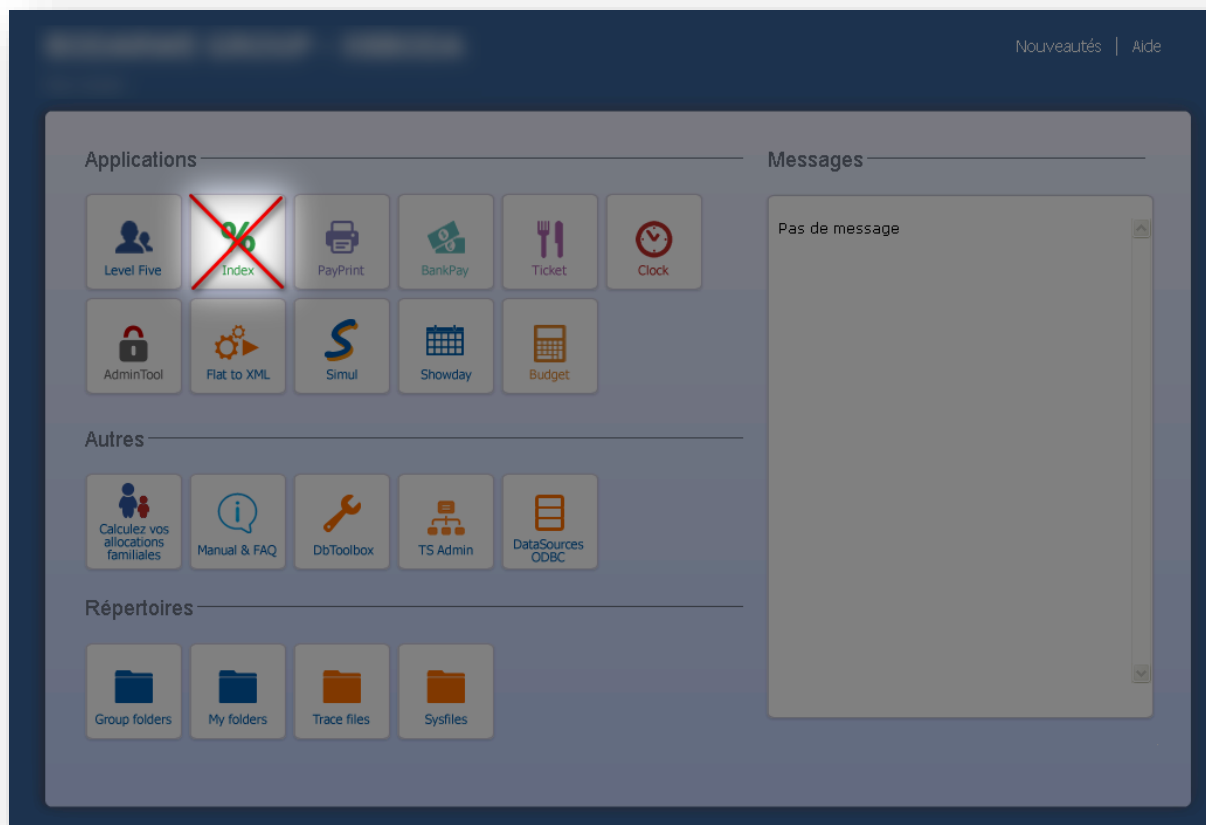 Nouveautés | Aide
Applications
Messages
Level Five
%
Index
PayPrint
BankPay
Ticket
Clock
Pas de message
AdminTool
Flat to XML
Simul
Showday
Budget
Autres
Calculez vos
allocations
familiales
Manual & FAQ
DbToolbox
TS Admin
DataSources
ODBC
Répertoires
Group folders
My folders
Trace files
Sysfiles